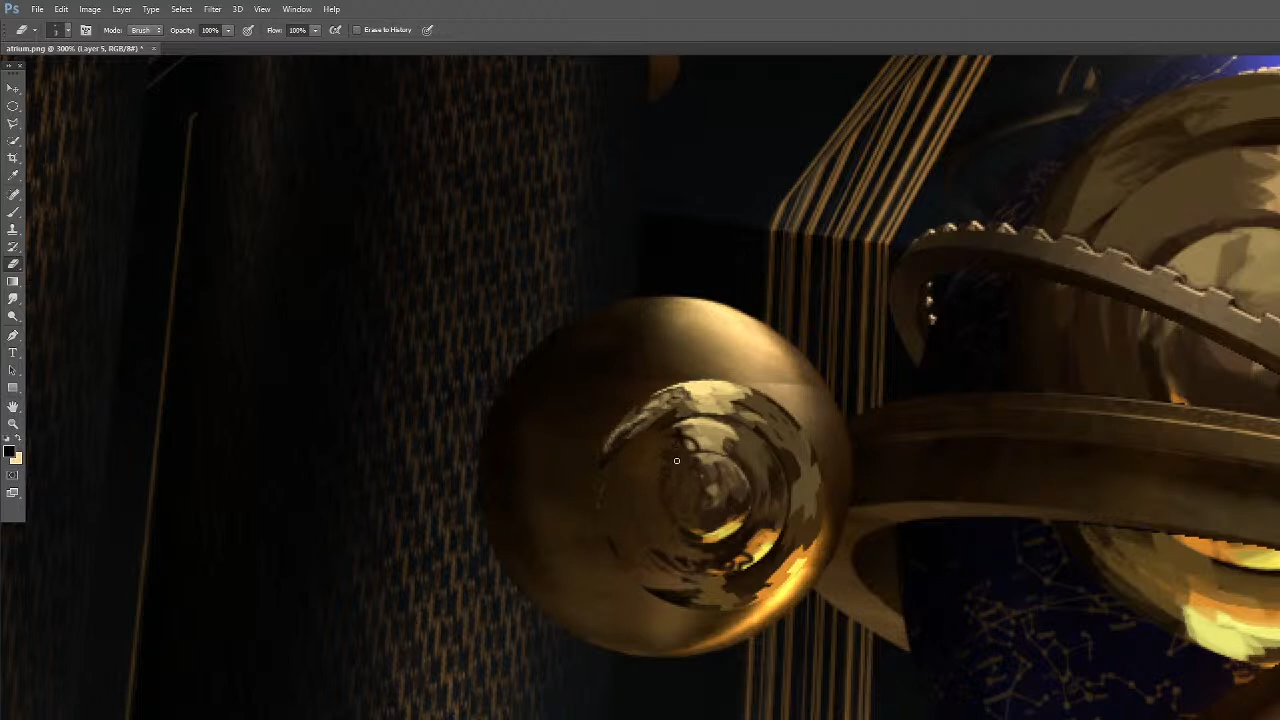 Ps File Edit Image Layer Type Select Filter 3D View Window Help
3 Mode: Brush Opacity: 100% Flow: 100% Erase to History
atrium.png @ 300% (Layer 5, RGB/8#) * ×